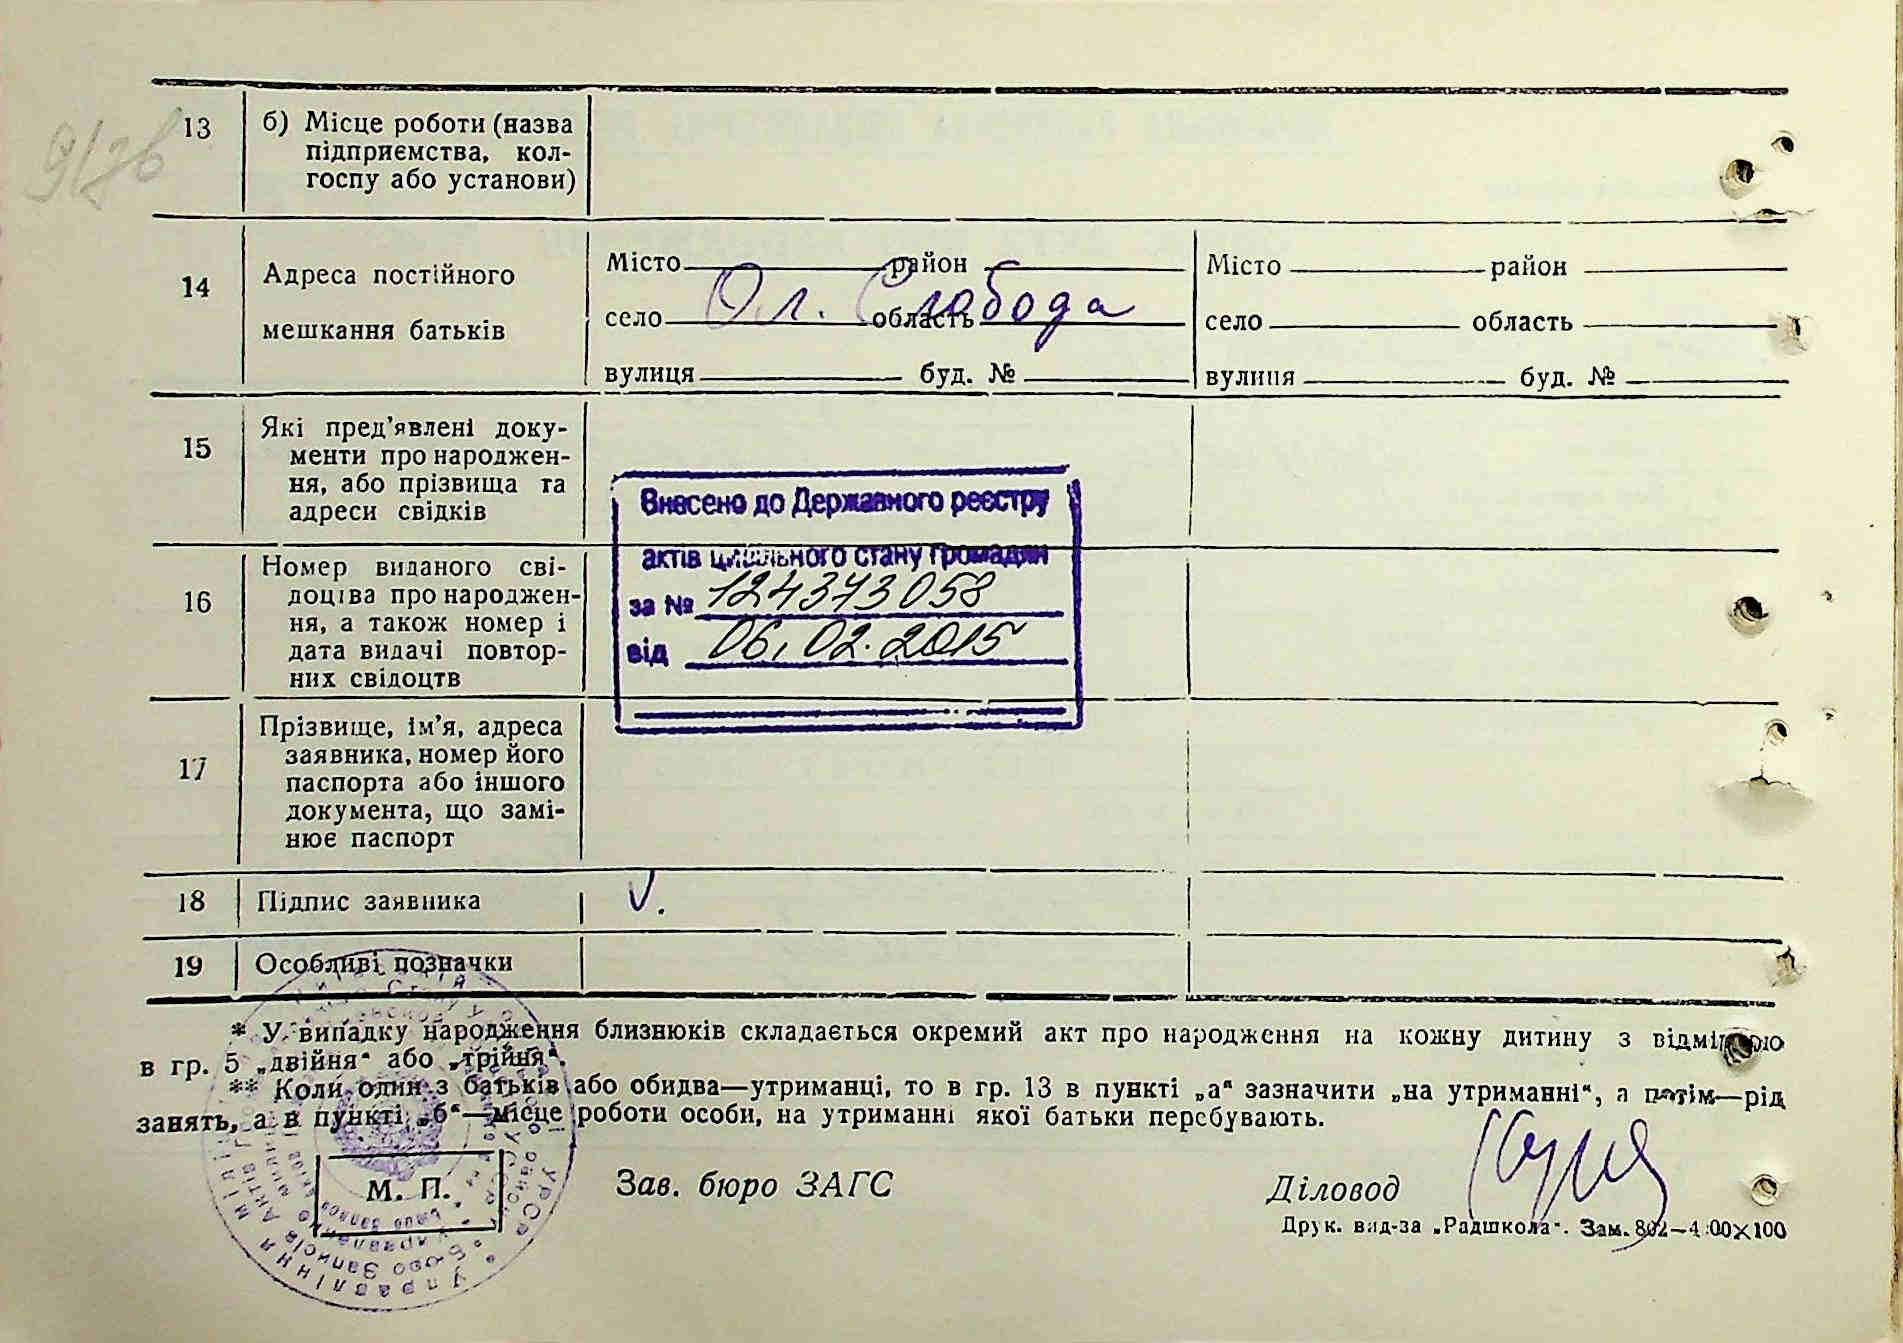 9/7в
13
б) Місце роботи (назва
підприємства, кол-
госпу або установи)
14
Адреса постійного
мешкання батьків
Місто район
село Ол. Слобода область
вулиця буд. №
Місто район
село область
вулиця буд. №
15
Які пред’явлені доку-
менти про народжен-
ня, або прізвища та
адреси свідків
Внесено до Державного реєстру
актів цивільного стану громадян
за № 124373058
від 06.02.2015
16
Номер виданого сві-
доцтва про народжен-
ня, а також номер і
дата видачі повтор-
них свідоцтв
17
Прізвище, ім’я, адреса
заявника, номер його
паспорта або іншого
документа, що замі-
нює паспорт
18
Підпис заявника
V.
19
Особливі позначки
* У випадку народження близнюків складається окремий акт про народження на кожну дитину з відміткою
в гр. 5 „двійня“ або „трійня“.
** Коли один з батьків або обидва—утриманці, то в гр. 13 в пункті „а“ зазначити „на утриманні“, а потім—рід
занять, а в пункті „б“—місце роботи особи, на утриманні якої батьки перебувають.
М. П.
Зав. бюро ЗАГС
Діловод
Друк. вид-за „Радшкола“. Зам. 802—4.00×100